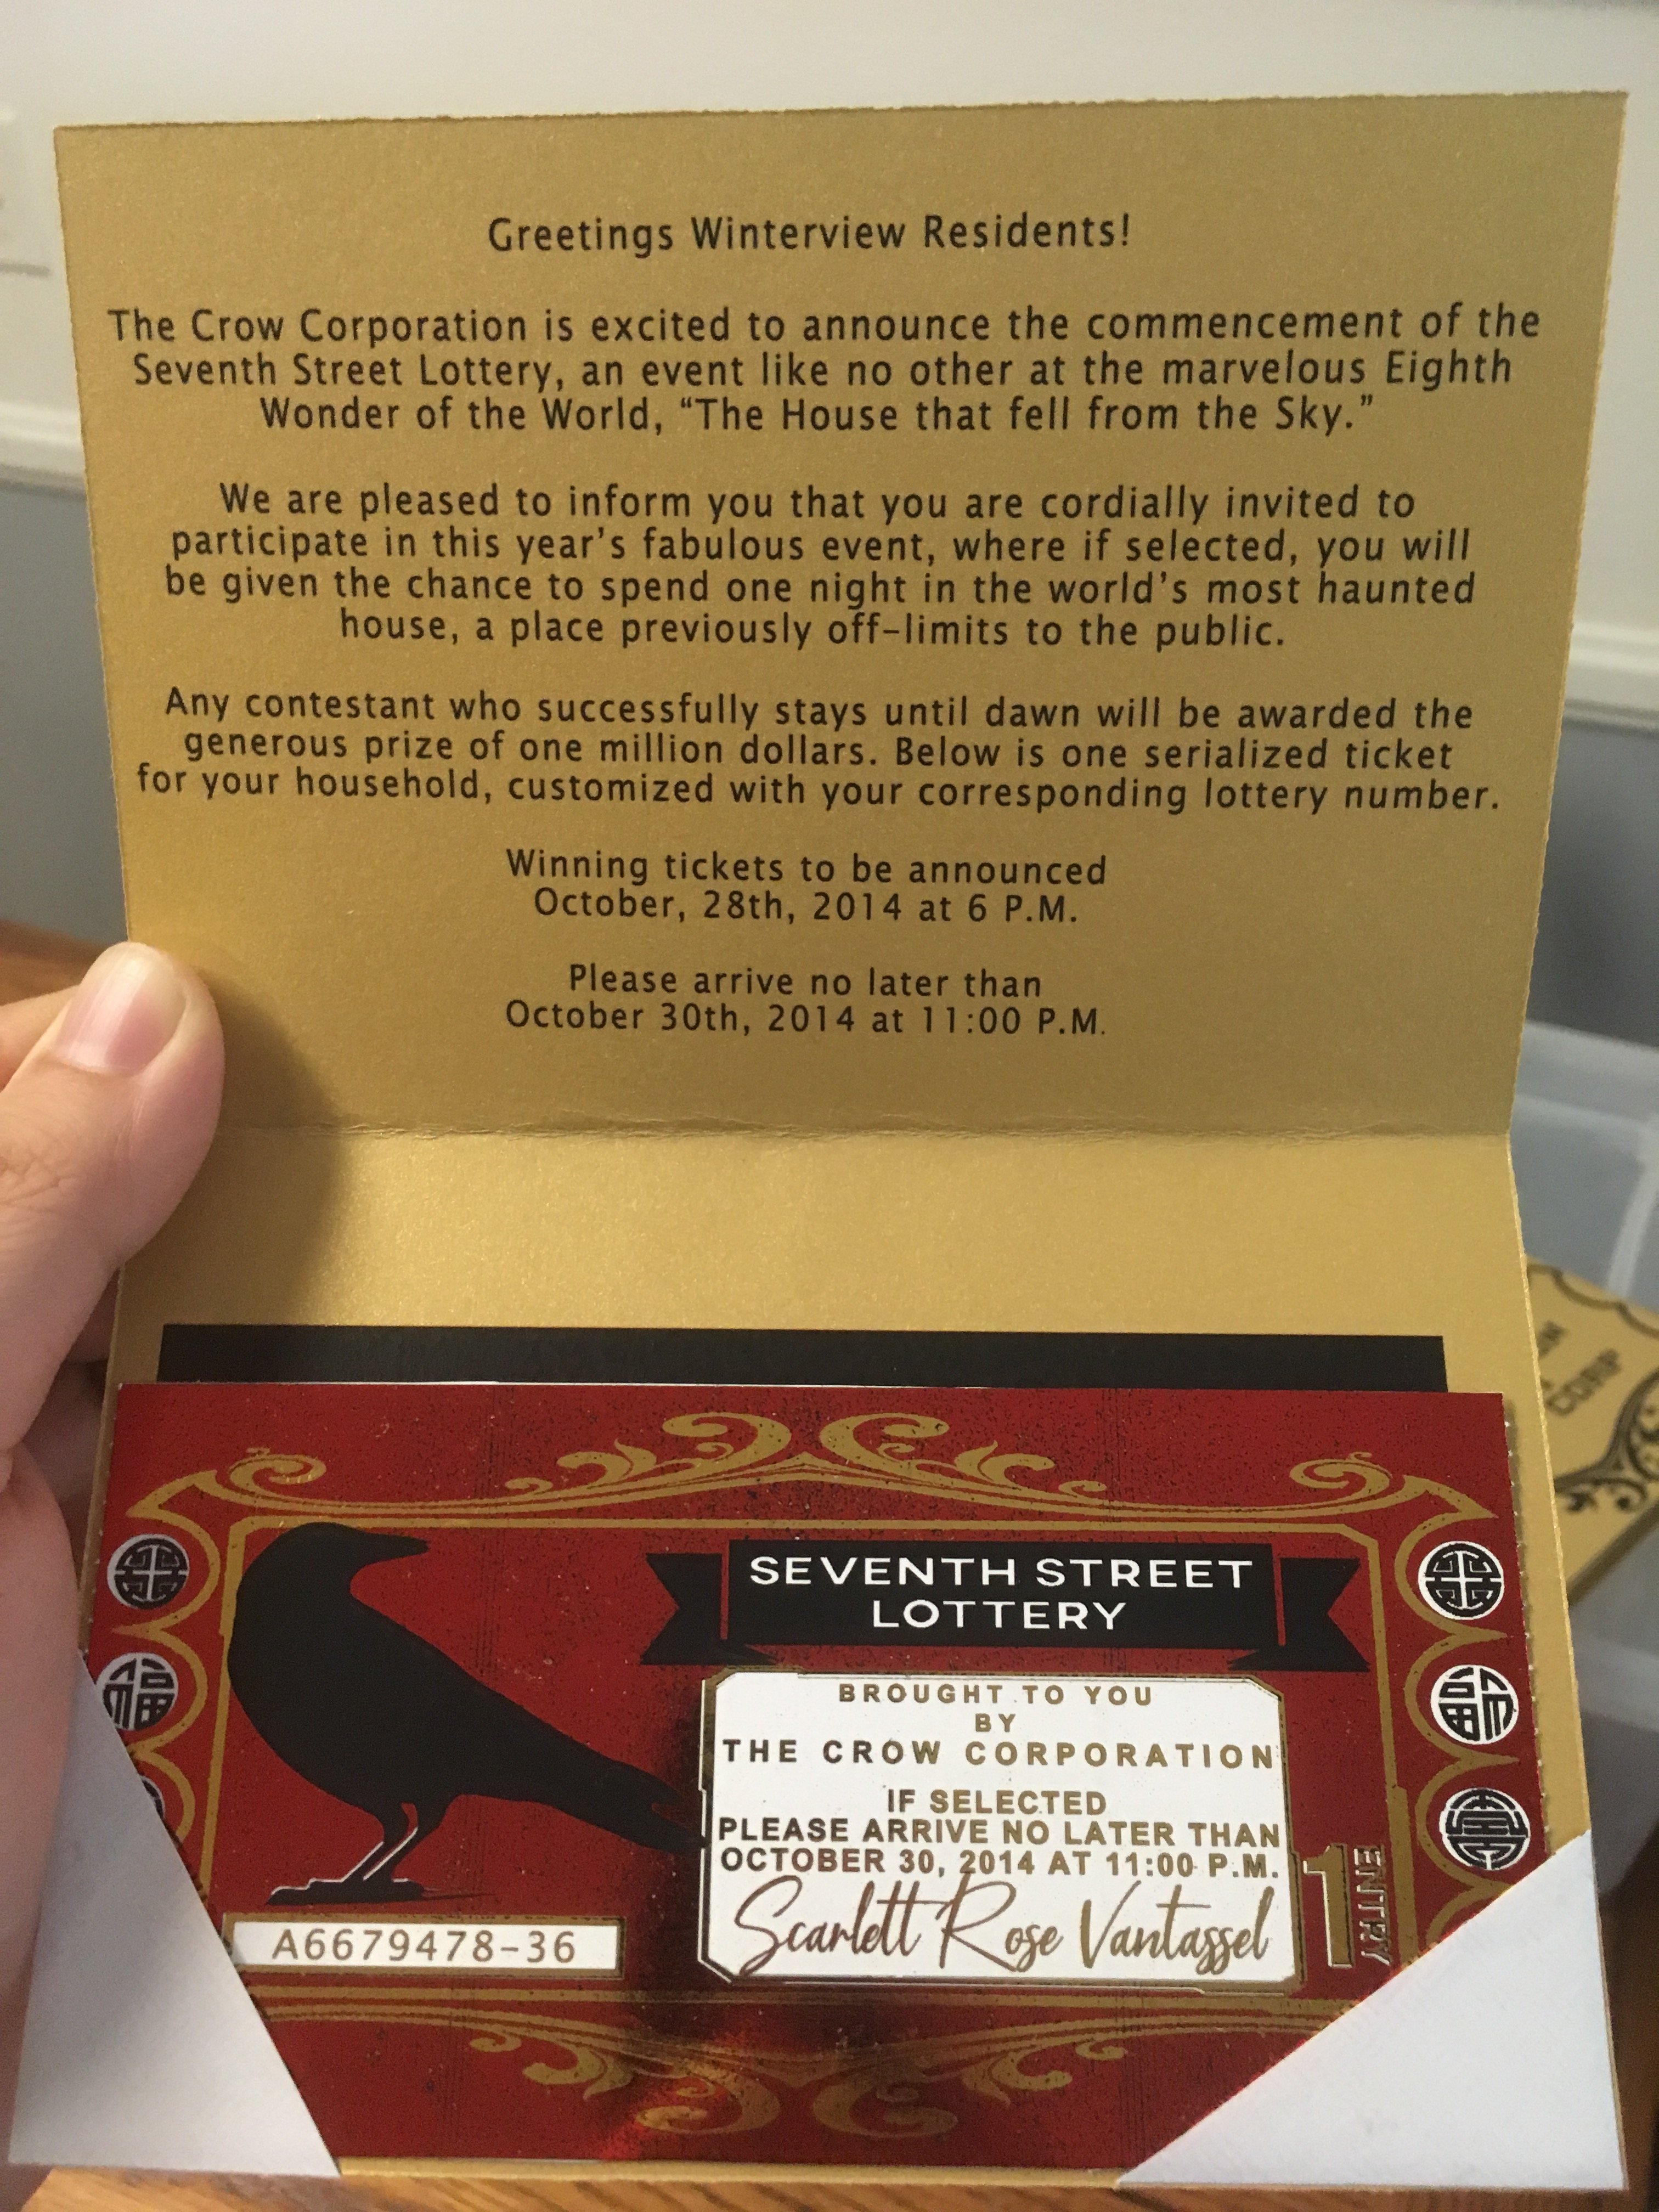 Greetings Winterview Residents!
The Crow Corporation is excited to announce the commencement of the
Seventh Street Lottery, an event like no other at the marvelous Eighth
Wonder of the World, “The House that fell from the Sky.”
We are pleased to inform you that you are cordially invited to
participate in this year’s fabulous event, where if selected, you will
be given the chance to spend one night in the world’s most haunted
house, a place previously off-limits to the public.
Any contestant who successfully stays until dawn will be awarded the
generous prize of one million dollars. Below is one serialized ticket
for your household, customized with your corresponding lottery number.
Winning tickets to be announced
October, 28th, 2014 at 6 P.M.
Please arrive no later than
October 30th, 2014 at 11:00 P.M.
CORP
SEVENTH STREET
LOTTERY
BROUGHT TO YOU
BY
THE CROW CORPORATION
IF SELECTED
PLEASE ARRIVE NO LATER THAN
OCTOBER 30, 2014 AT 11:00 P.M.
Scarlett Rose Vantassel
1 ENTRY
A6679478-36